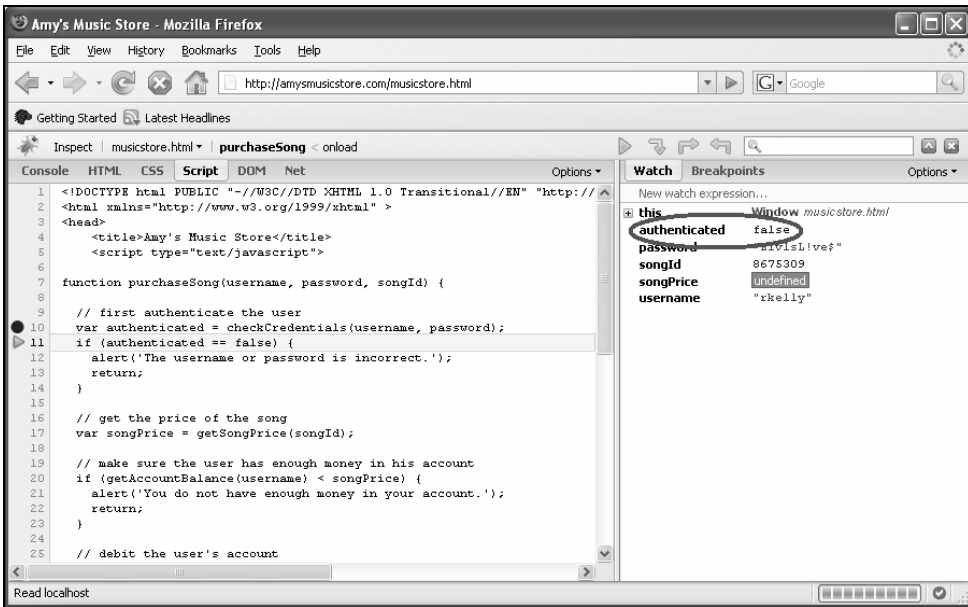 Amy's Music Store - Mozilla Firefox
File Edit View History Bookmarks Tools Help
http://amysmusicstore.com/musicstore.html
G Google
Getting Started Latest Headlines
Inspect | musicstore.html | purchaseSong < onload
Console HTML CSS Script DOM Net Options
1 <!DOCTYPE html PUBLIC "-//W3C//DTD XHTML 1.0 Transitional//EN" "http://
2 <html xmlns="http://www.w3.org/1999/xhtml" >
3 <head>
4 <title>Amy's Music Store</title>
5 <script type="text/javascript">
6
7 function purchaseSong(username, password, songId) {
8
9 // first authenticate the user
10 var authenticated = checkCredentials(username, password);
11 if (authenticated == false) {
12 alert('The username or password is incorrect.');
13 return;
14 }
15
16 // get the price of the song
17 var songPrice = getSongPrice(songId);
18
19 // make sure the user has enough money in his account
20 if (getAccountBalance(username) < songPrice) {
21 alert('You do not have enough money in your account.');
22 return;
23 }
24
25 // debit the user's account
Watch Breakpoints Options
New watch expression...
this Window musicstore.html/
authenticated false
password
songId 8675309
songPrice undefined
username "rkelly"
Read localhost